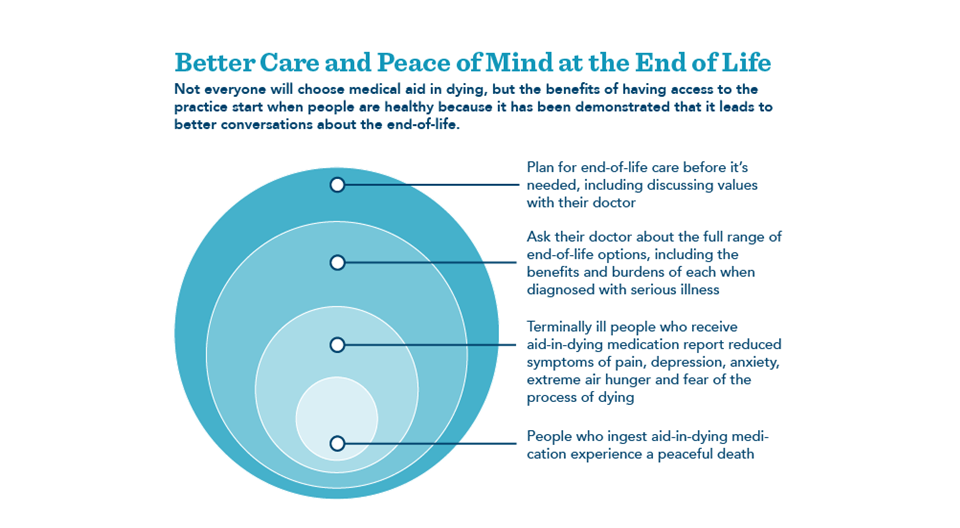 Better Care and Peace of Mind at the End of Life
Not everyone will choose medical aid in dying, but the benefits of having access to the
practice start when people are healthy because it has been demonstrated that it leads to
better conversations about the end-of-life.
Plan for end-of-life care before it's
needed, including discussing values
with their doctor
Ask their doctor about the full range of
end-of-life options, including the
benefits and burdens of each when
diagnosed with serious illness
Terminally ill people who receive
aid-in-dying medication report reduced
symptoms of pain, depression, anxiety,
extreme air hunger and fear of the
process of dying
People who ingest aid-in-dying medi-
cation experience a peaceful death